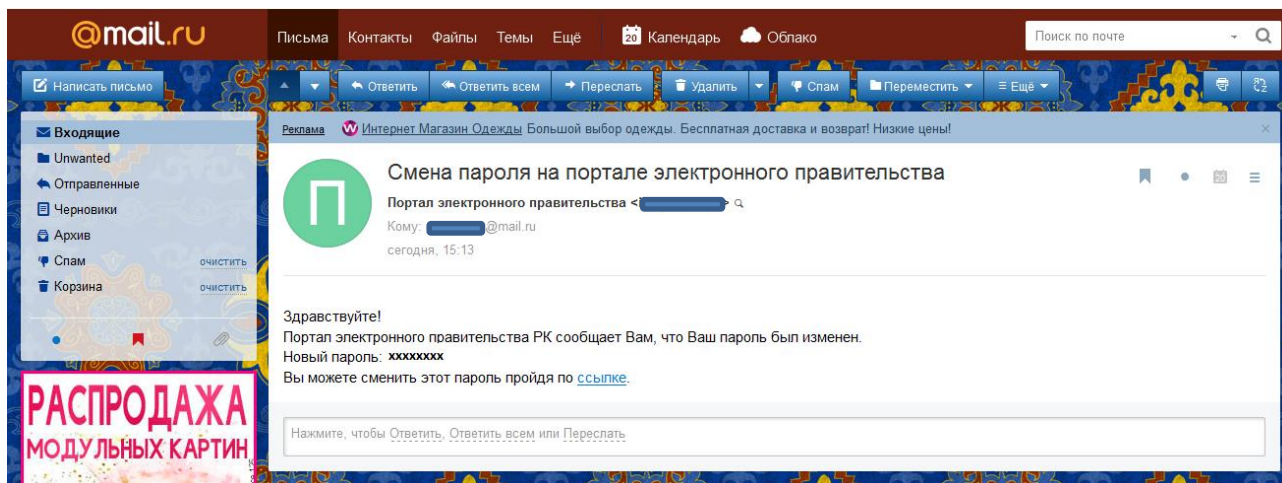 @mail.ru
Письма Контакты Файлы Темы Ещё 20 Календарь Облако
Поиск по почте
Написать письмо
Ответить Ответить всем Переслать Удалить Спам Переместить Ещё
Входящие
Unwanted
Отправленные
Черновики
Архив
Спам очистить
Корзина очистить
РАСПРОДАЖА
МОДУЛЬНЫХ КАРТИН
Реклама Интернет Магазин Одежды Большой выбор одежды. Бесплатная доставка и возврат! Низкие цены!
П
Смена пароля на портале электронного правительства
Портал электронного правительства < >
Кому: @mail.ru
сегодня, 15:13
Здравствуйте!
Портал электронного правительства РК сообщает Вам, что Ваш пароль был изменен.
Новый пароль: xxxxxxxx
Вы можете сменить этот пароль пройдя по ссылке.
Нажмите, чтобы Ответить, Ответить всем или Переслать